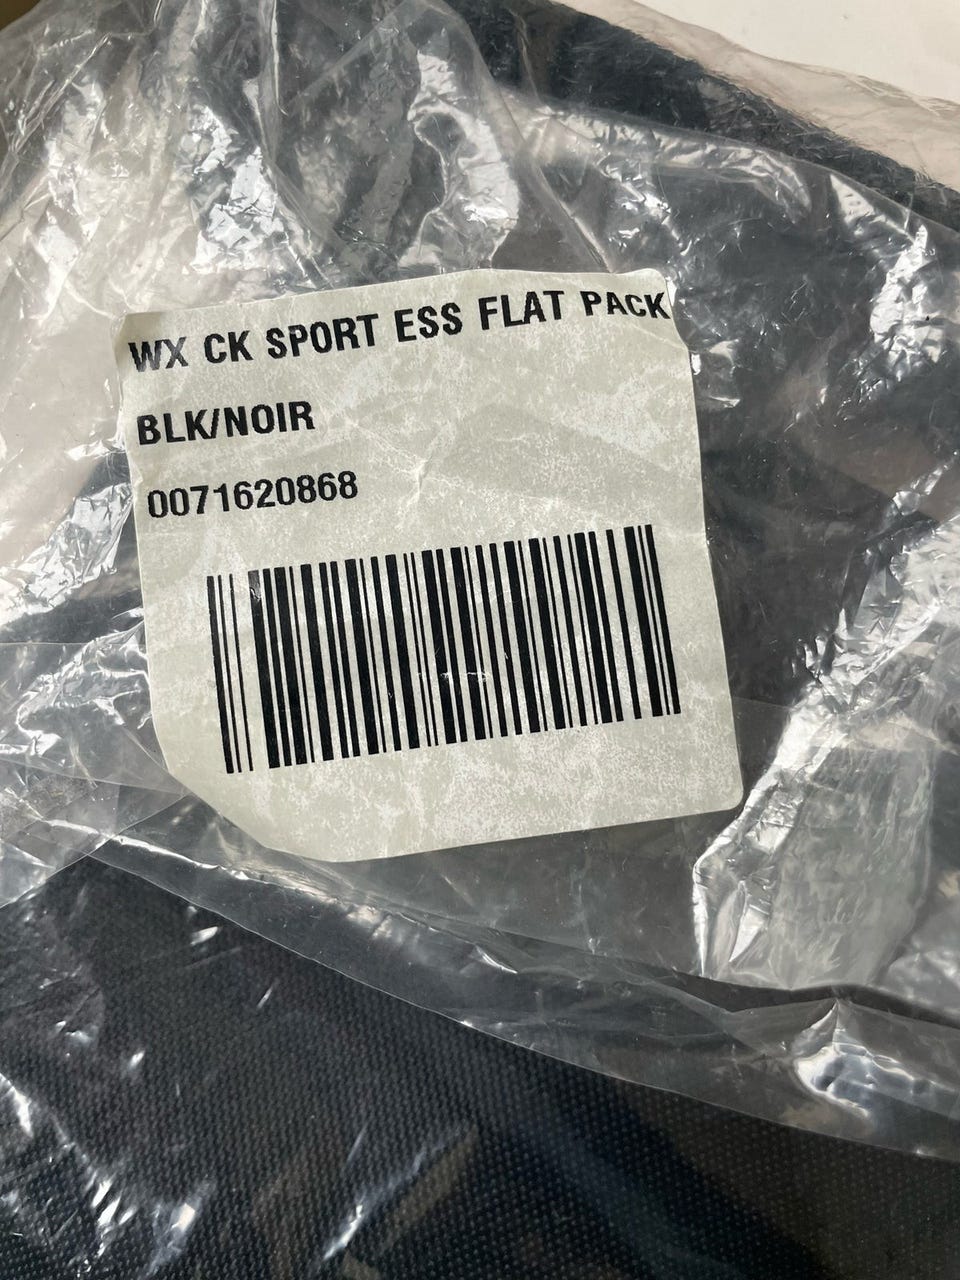 WX CK SPORT ESS FLAT PACK
BLK/NOIR
0071620868